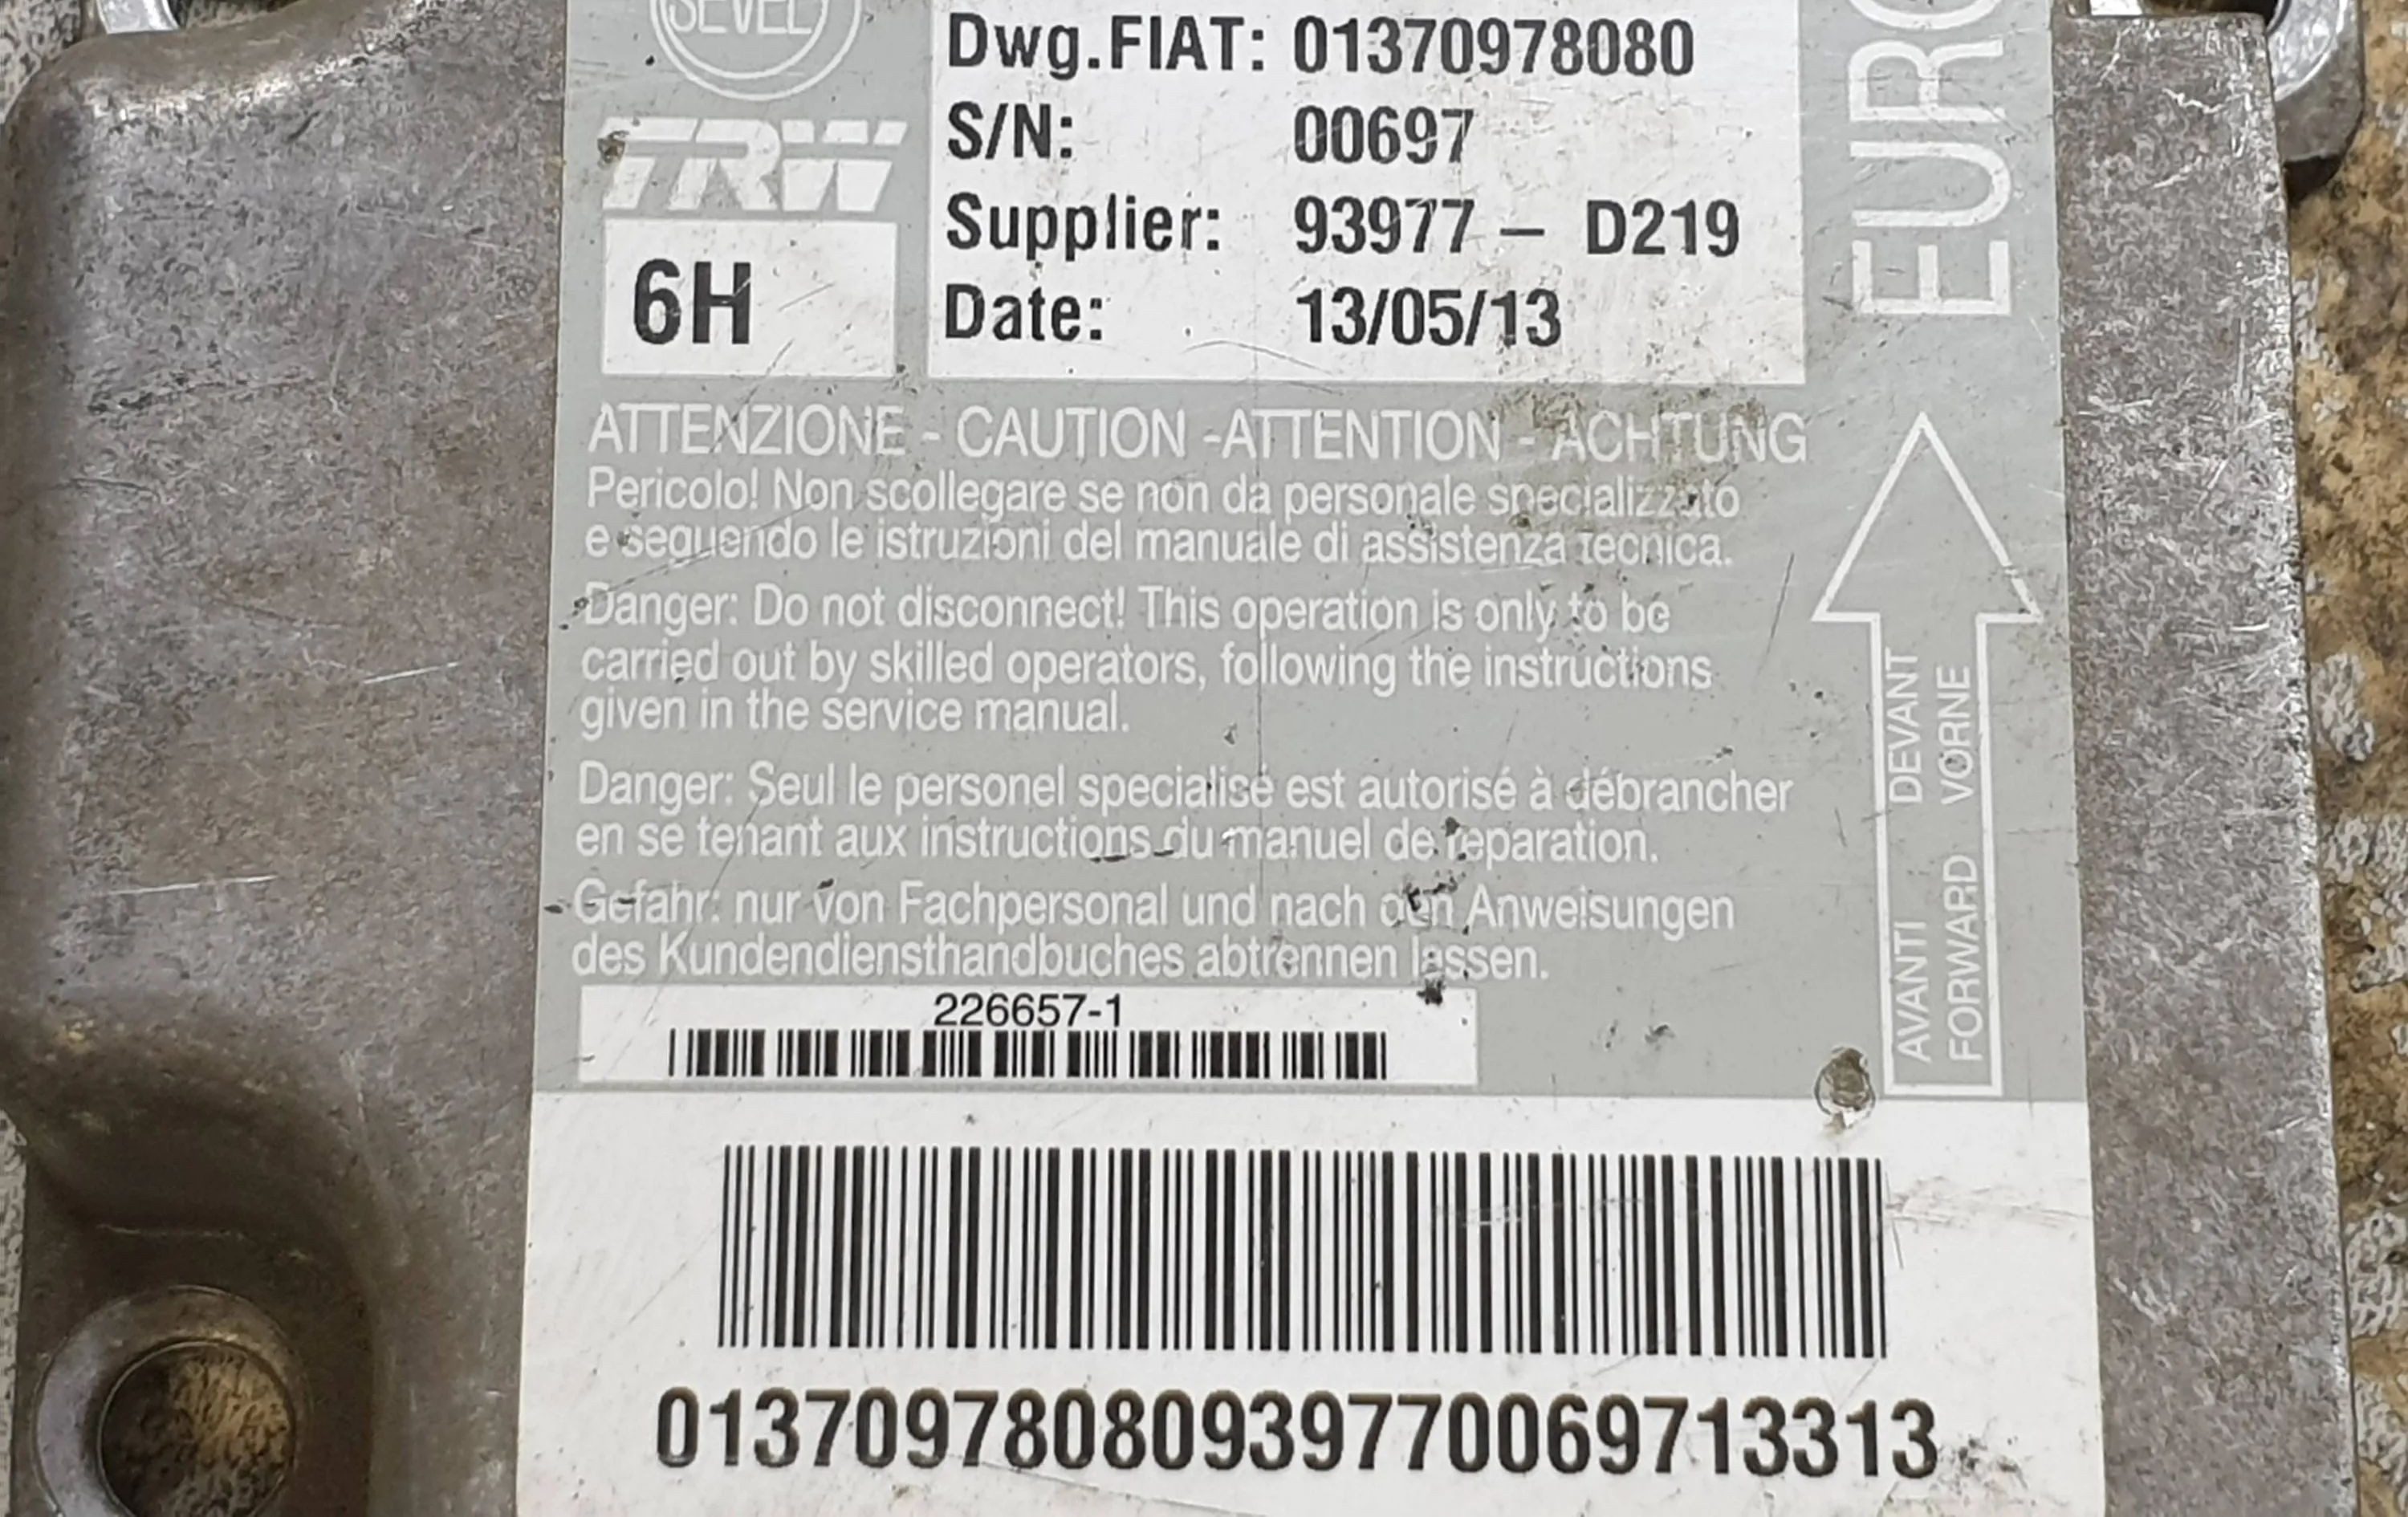 SEVEL
Dwg.FIAT: 01370978080
TRW
S/N: 00697
Supplier: 93977 – D219
6H
Date: 13/05/13
EURO
ATTENZIONE - CAUTION -ATTENTION - ACHTUNG
Pericolo! Non scollegare se non da personale specializzato
e seguendo le istruzioni del manuale di assistenza tecnica.
Danger: Do not disconnect! This operation is only to be
carried out by skilled operators, following the instructions
given in the service manual.
Danger: Seul le personel specialisé est autorisé à débrancher
en se tenant aux instructions du manuel de reparation.
Gefahr: nur von Fachpersonal und nach den Anweisungen
des Kundendiensthandbuches abtrennen lassen.
AVANTI DEVANT
FORWARD VORNE
226657-1
01370978080939770069713313